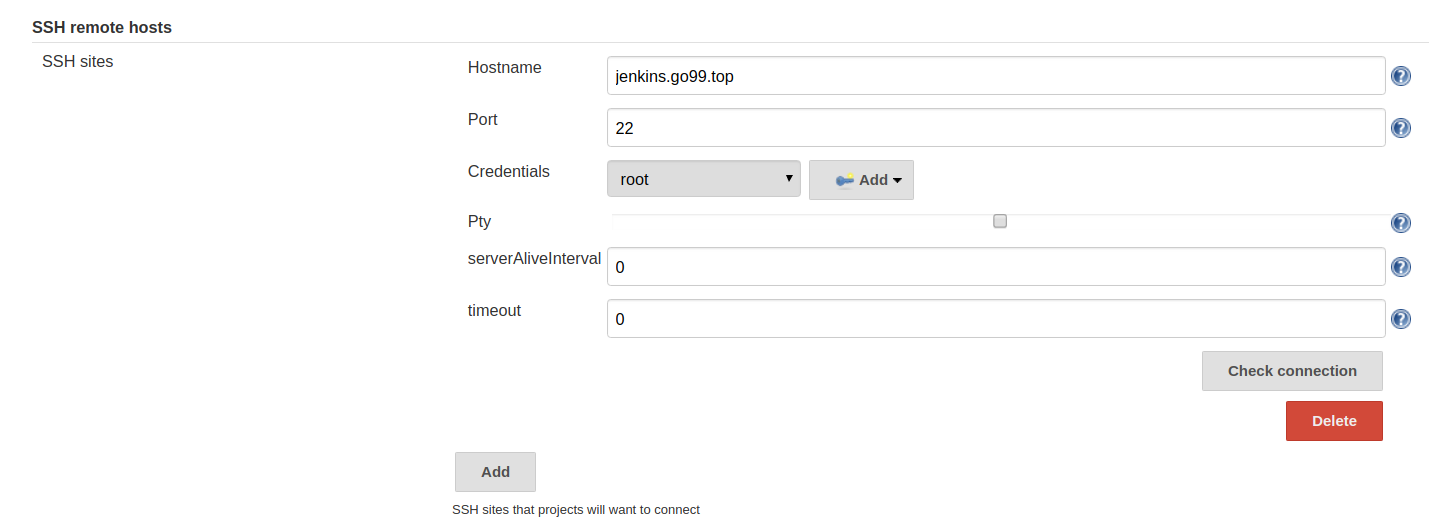 SSH remote hosts
SSH sites
Hostname
jenkins.go99.top
Port
22
Credentials
root
Add
Pty
serverAliveInterval
0
timeout
0
Check connection
Delete
Add
SSH sites that projects will want to connect